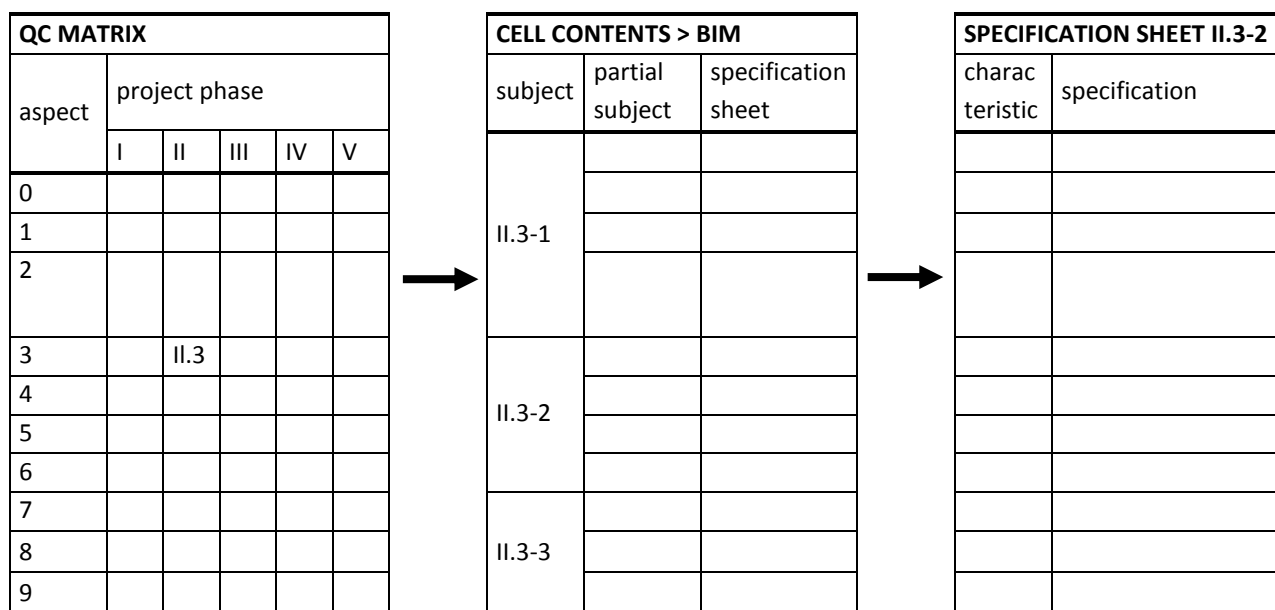 QC MATRIX
aspect
project phase
I II III IV V
0
1
2
3 II.3
4
5
6
7
8
9
CELL CONTENTS > BIM
subject
partial
subject
specification
sheet
II.3-1
II.3-2
II.3-3
SPECIFICATION SHEET II.3-2
charac
teristic
specification